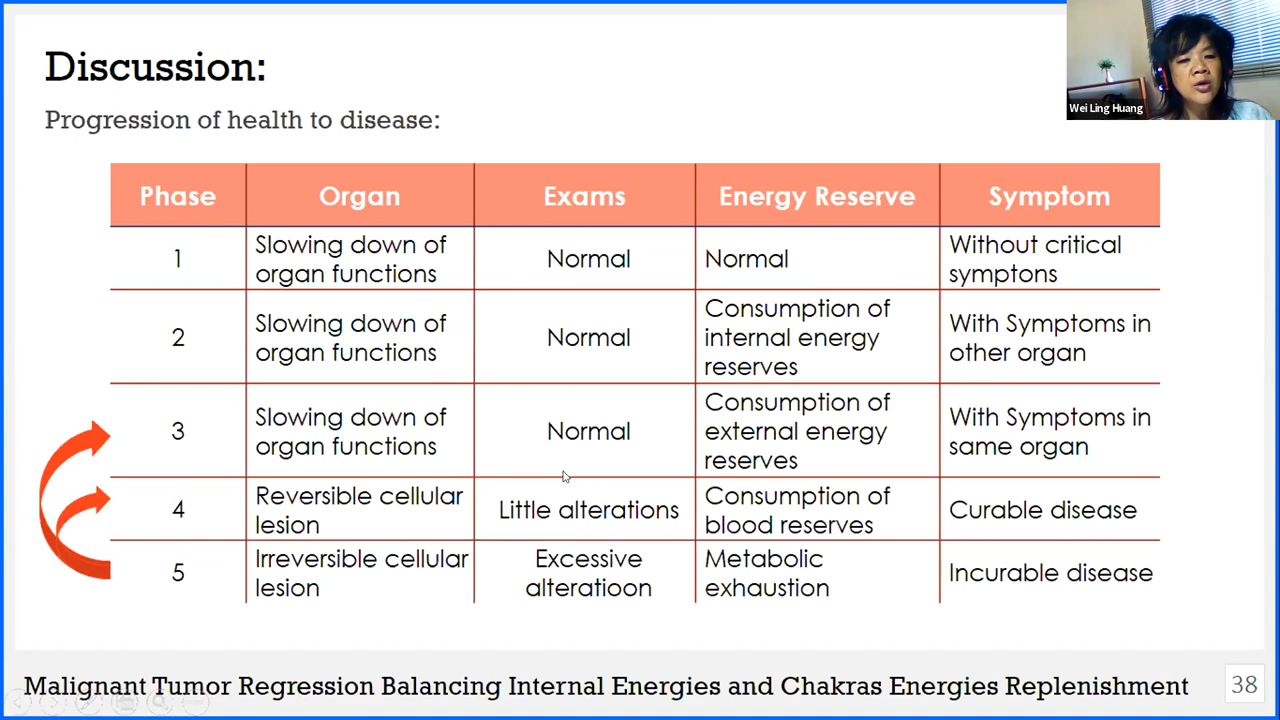 Discussion:
Wei Ling Huang
Progression of health to disease:
Phase Organ Exams Energy Reserve Symptom
1 Slowing down of organ functions Normal Normal Without critical symptons
2 Slowing down of organ functions Normal Consumption of internal energy reserves With Symptoms in other organ
3 Slowing down of organ functions Normal Consumption of external energy reserves With Symptoms in same organ
4 Reversible cellular lesion Little alterations Consumption of blood reserves Curable disease
5 Irreversible cellular lesion Excessive alteratioon Metabolic exhaustion Incurable disease
Malignant Tumor Regression Balancing Internal Energies and Chakras Energies Replenishment
38